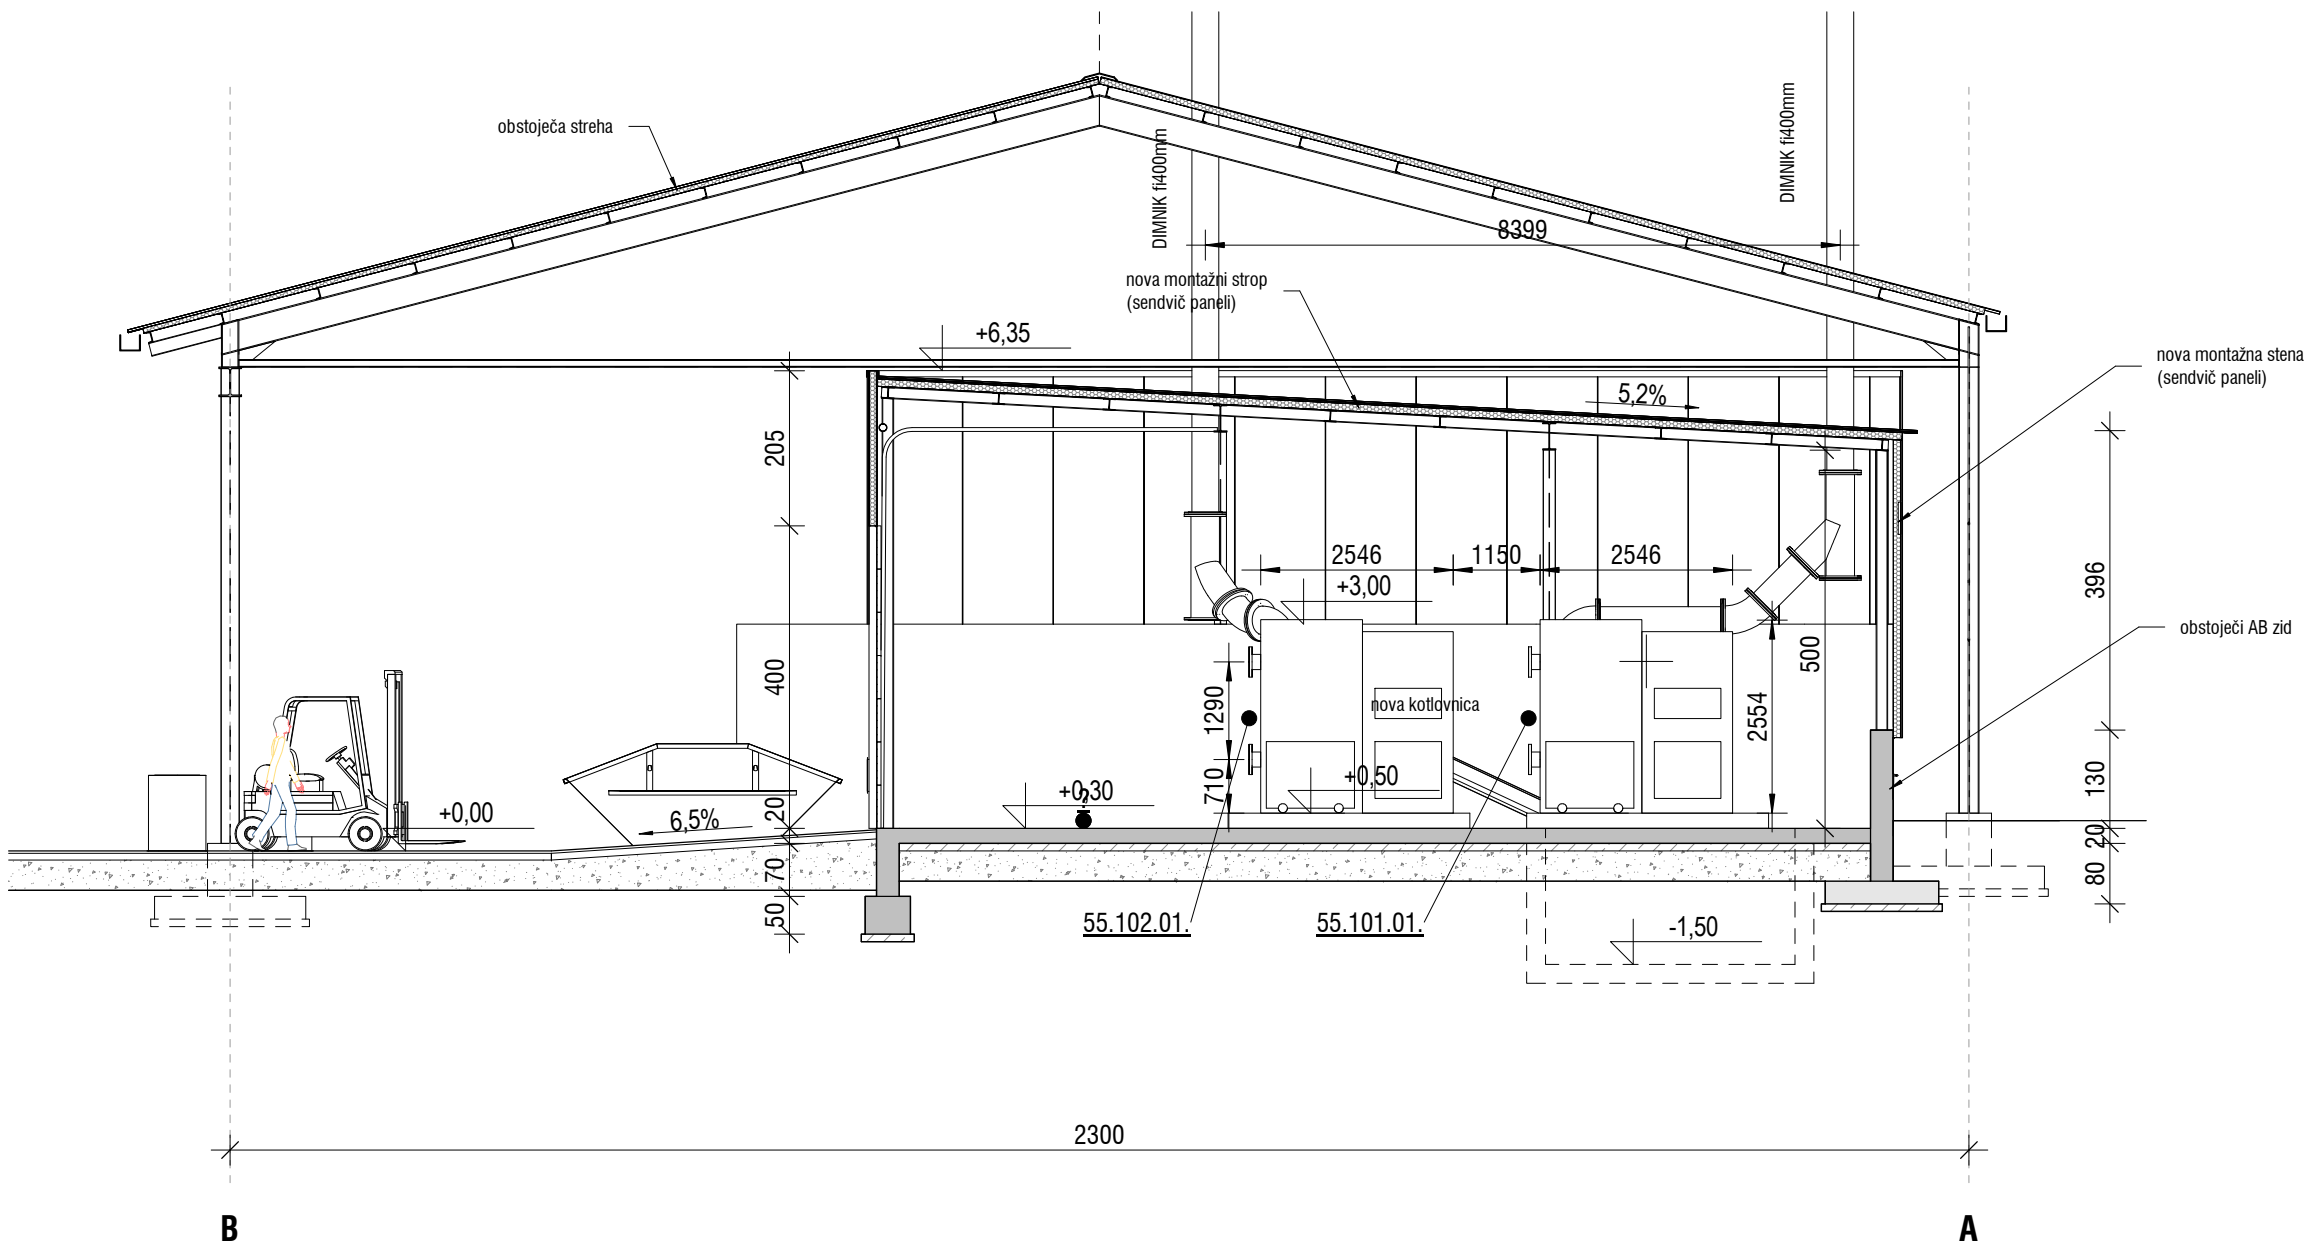 DIMNIK fi400mm
obstoječa streha
DIMNIK fi400mm
8399
nova montažni strop
(sendvič paneli)
+6,35
nova montažna stena
(sendvič paneli)
5,2%
205
2546
1150
2546
+3,00
396
obstoječi AB zid
500
400
1290
nova kotlovnica
2554
+0,50
710
+0,30
130
+0,00
6,5%
20
20
70
80
50
55.102.01.
55.101.01.
-1,50
2300
B
A